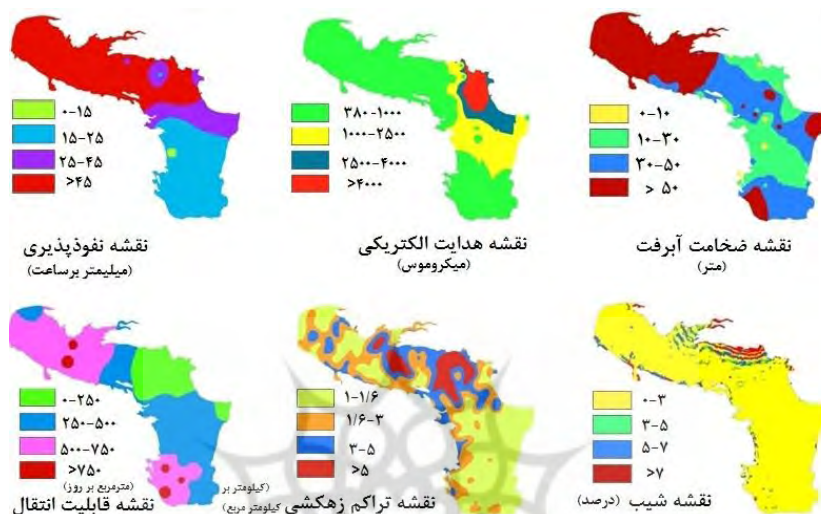 ۰-۱۵
۱۵-۲۵
۲۵-۴۵
>۴۵
نقشه نفوذپذیری
(میلیمتر برساعت)
۳۸۰-۱۰۰۰
۱۰۰۰-۲۵۰۰
۲۵۰۰-۴۰۰۰
>۴۰۰۰
نقشه هدایت الکتریکی
(میکروموس)
۰-۱۰
۱۰-۳۰
۳۰-۵۰
> ۵۰
نقشه ضخامت آبرفت
(متر)
۰-۲۵۰
۲۵۰-۵۰۰
۵۰۰-۷۵۰
>۷۵۰
(مترمربع بر روز)
نقشه قابلیت انتقال
۱-۱/۶
۱/۶-۳
۳-۵
>۵
(کیلومتر بر
کیلومتر مربع)
نقشه تراکم زهکشی
۰-۳
۳-۵
۵-۷
>۷
نقشه شیب (درصد)